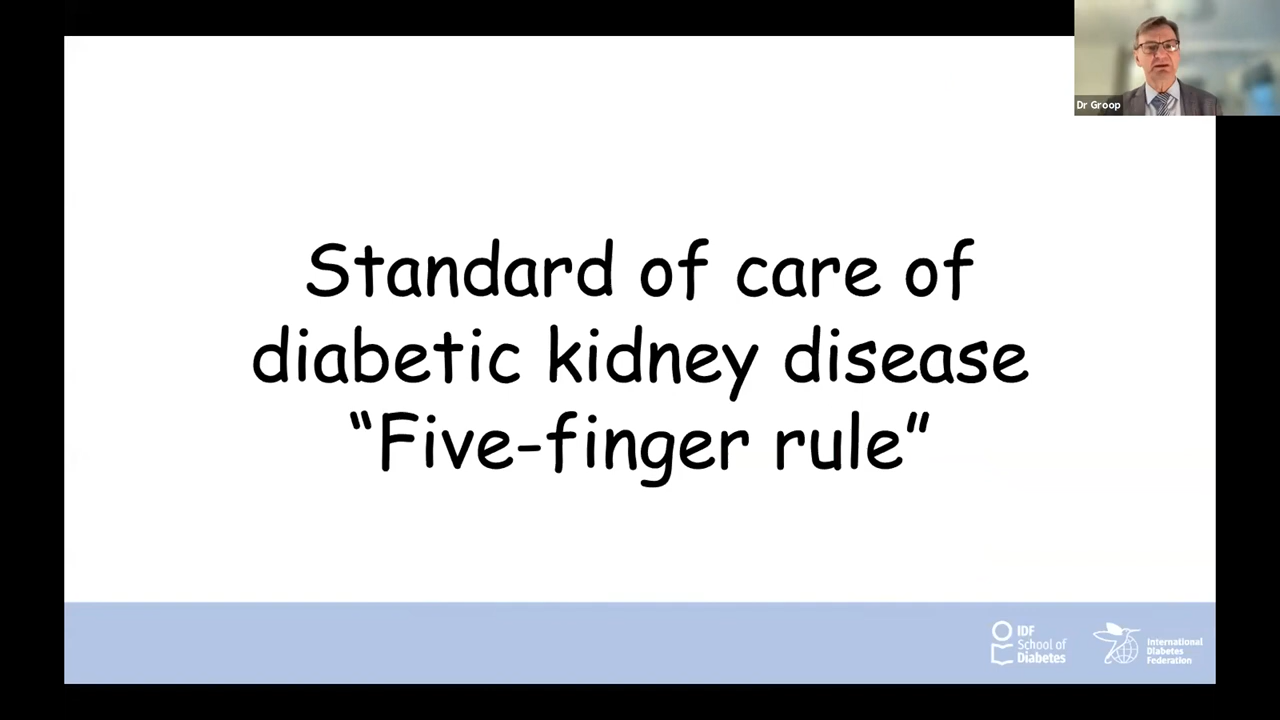 Dr Groop
Standard of care of
diabetic kidney disease
“Five-finger rule”
IDF
School of
Diabetes
International
Diabetes
Federation